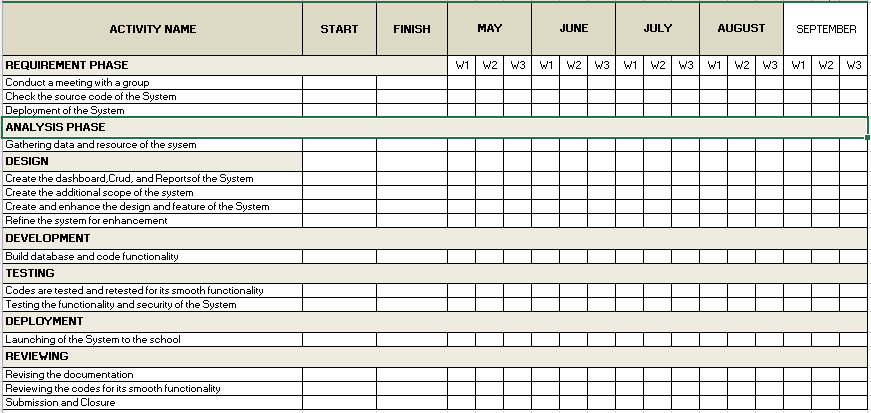 ACTIVITY NAME START FINISH MAY JUNE JULY AUGUST SEPTEMBER
REQUIREMENT PHASE W1 W2 W3 W1 W2 W3 W1 W2 W3 W1 W2 W3 W1 W2 W3
Conduct a meeting with a group
Check the source code of the System
Deployment of the System
ANALYSIS PHASE
Gathering data and resource of the sysem
DESIGN
Create the dashboard,Crud, and Reportsof the System
Create the additional scope of the system
Create and enhance the design and feature of the System
Refine the system for enhancement
DEVELOPMENT
Build database and code functionality
TESTING
Codes are tested and retested for its smooth functionality
Testing the functionality and security of the System
DEPLOYMENT
Launching of the System to the school
REVIEWING
Revising the documentation
Reviewing the codes for its smooth functionality
Submission and Closure